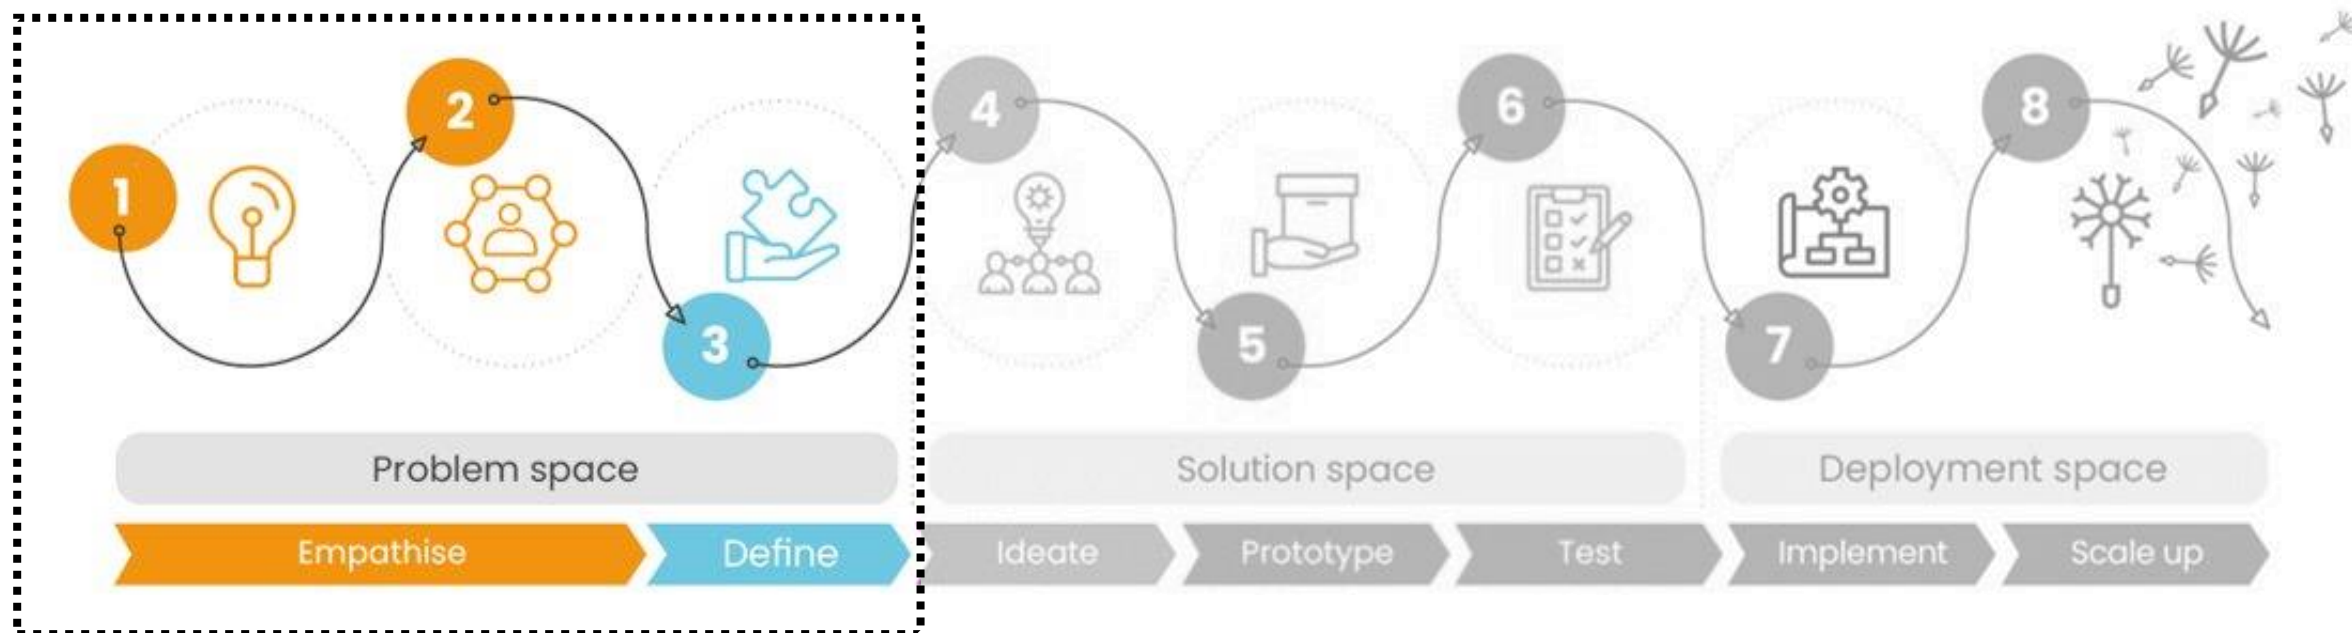 1
2
3
4
5
6
7
8
Problem space
Solution space
Deployment space
Empathise
Define
Ideate
Prototype
Test
Implement
Scale up